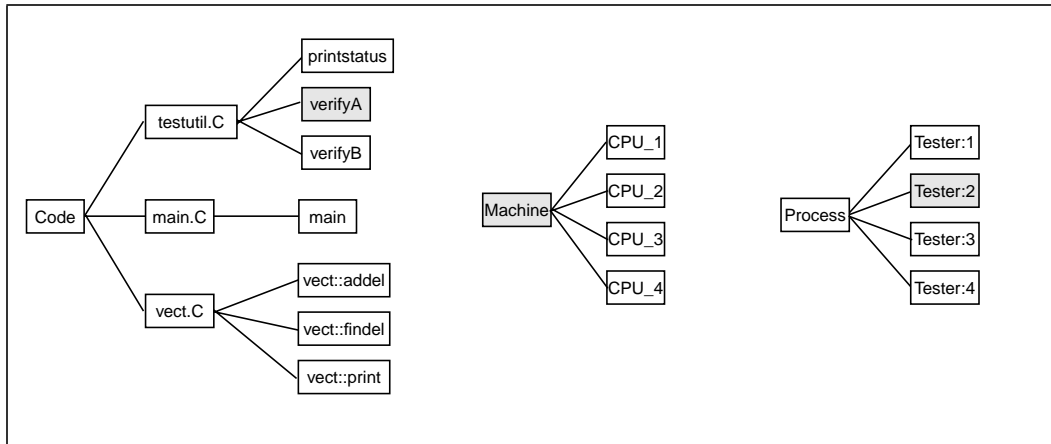 printstatus
testutil.C
verifyA
verifyB
Code
main.C
main
vect.C
vect::addel
vect::findel
vect::print
Machine
CPU_1
CPU_2
CPU_3
CPU_4
Process
Tester:1
Tester:2
Tester:3
Tester:4